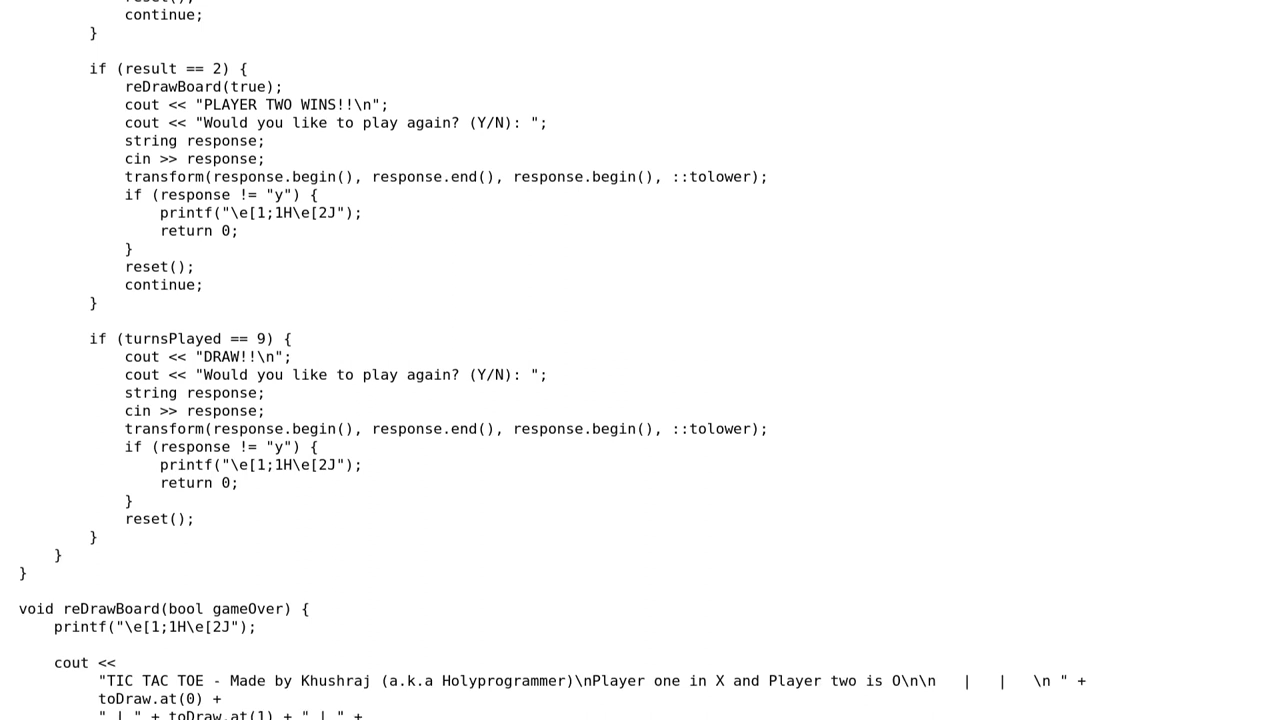 reset();
continue;
}
if (result == 2) {
reDrawBoard(true);
cout << "PLAYER TWO WINS!!\n";
cout << "Would you like to play again? (Y/N): ";
string response;
cin >> response;
transform(response.begin(), response.end(), response.begin(), ::tolower);
if (response != "y") {
printf("\e[1;1H\e[2J");
return 0;
}
reset();
continue;
}
if (turnsPlayed == 9) {
cout << "DRAW!!\n";
cout << "Would you like to play again? (Y/N): ";
string response;
cin >> response;
transform(response.begin(), response.end(), response.begin(), ::tolower);
if (response != "y") {
printf("\e[1;1H\e[2J");
return 0;
}
reset();
}
}
}
void reDrawBoard(bool gameOver) {
printf("\e[1;1H\e[2J");
cout <<
"TIC TAC TOE - Made by Khushraj (a.k.a Holyprogrammer)\nPlayer one in X and Player two is O\n\n   |   |   \n " +
toDraw.at(0) +
" | " + toDraw.at(1) + " | " +